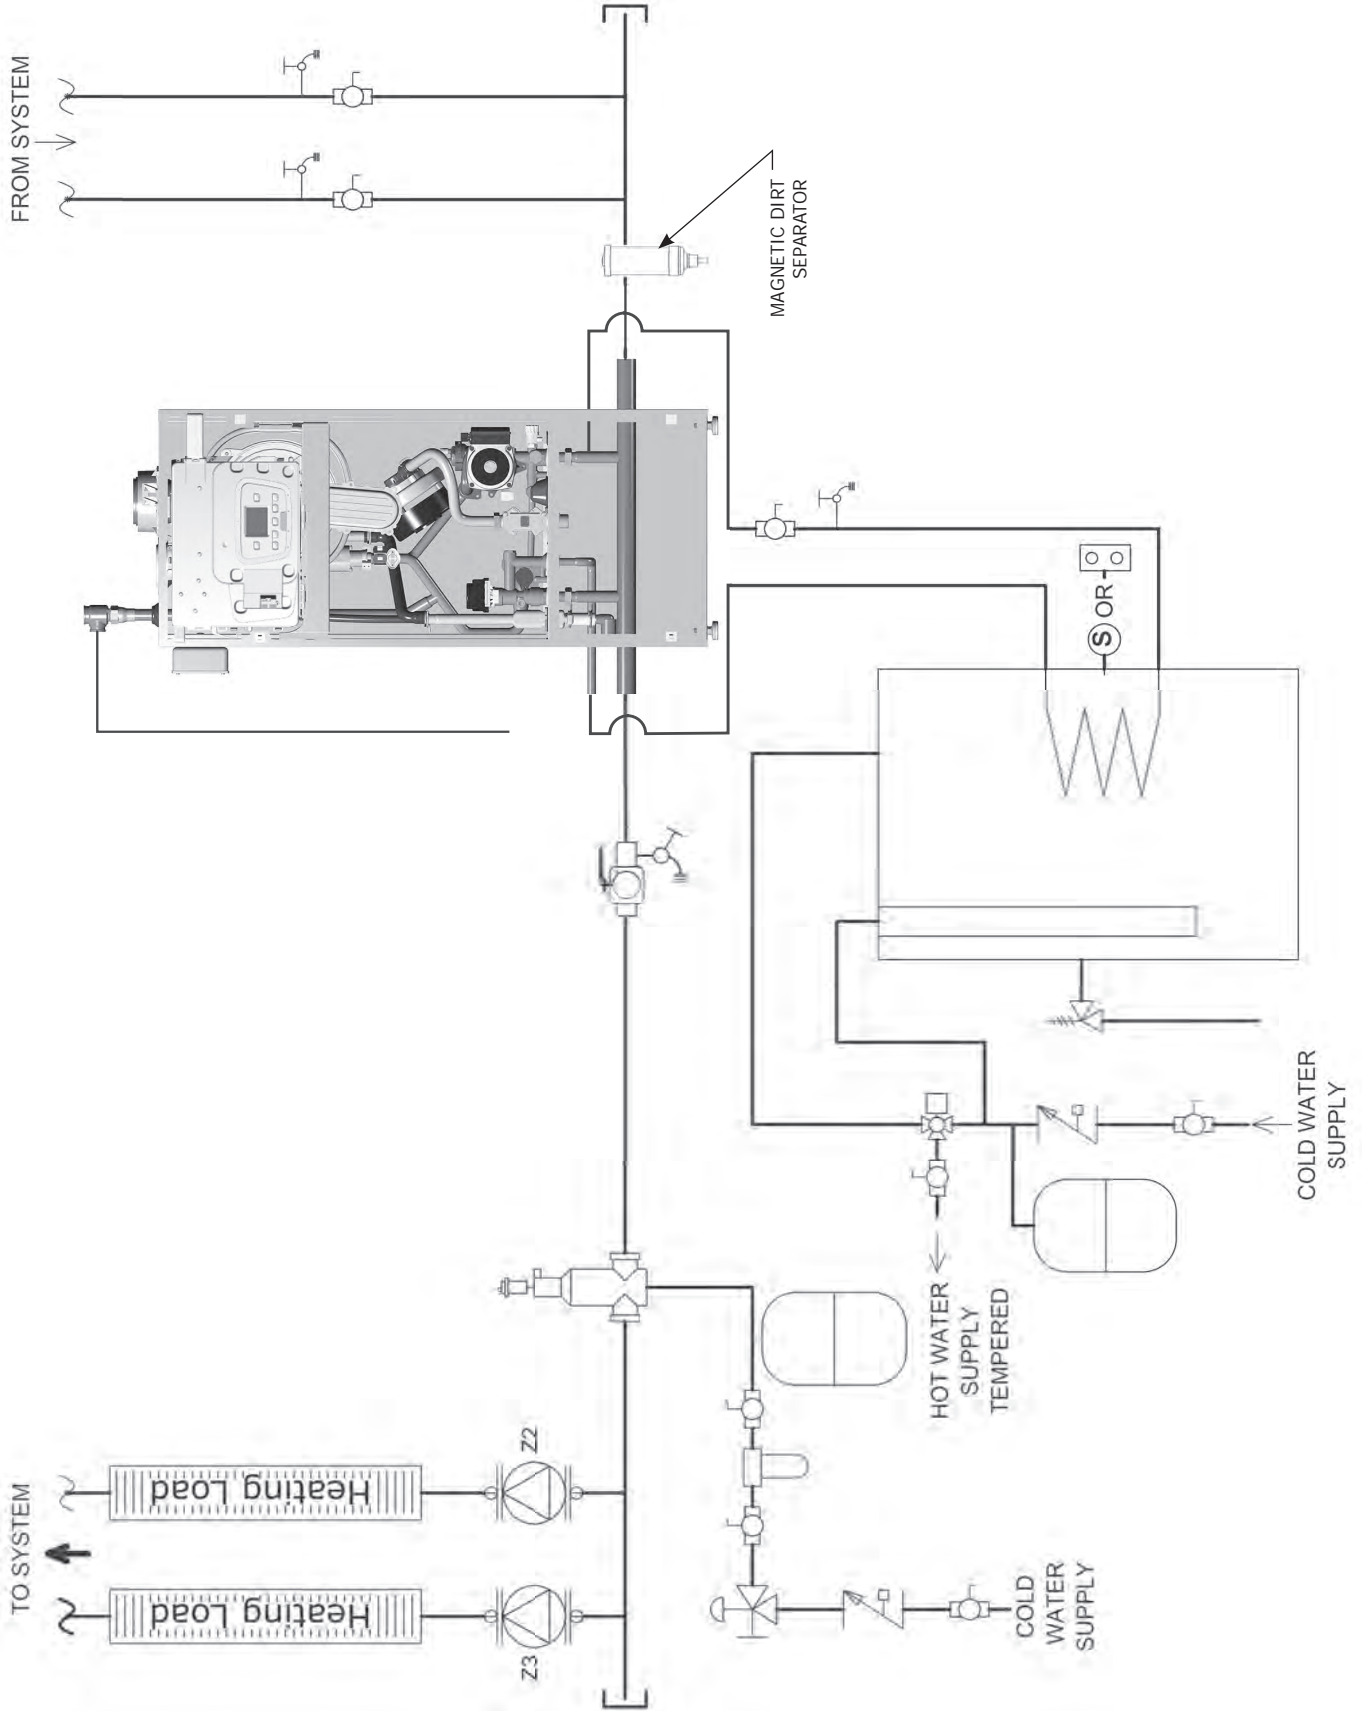 FROM SYSTEM
MAGNETIC DIRT
SEPARATOR
S OR
COLD WATER
SUPPLY
HOT WATER
SUPPLY
TEMPERED
TO SYSTEM
Heating Load
Z2
Heating Load
Z3
COLD
WATER
SUPPLY